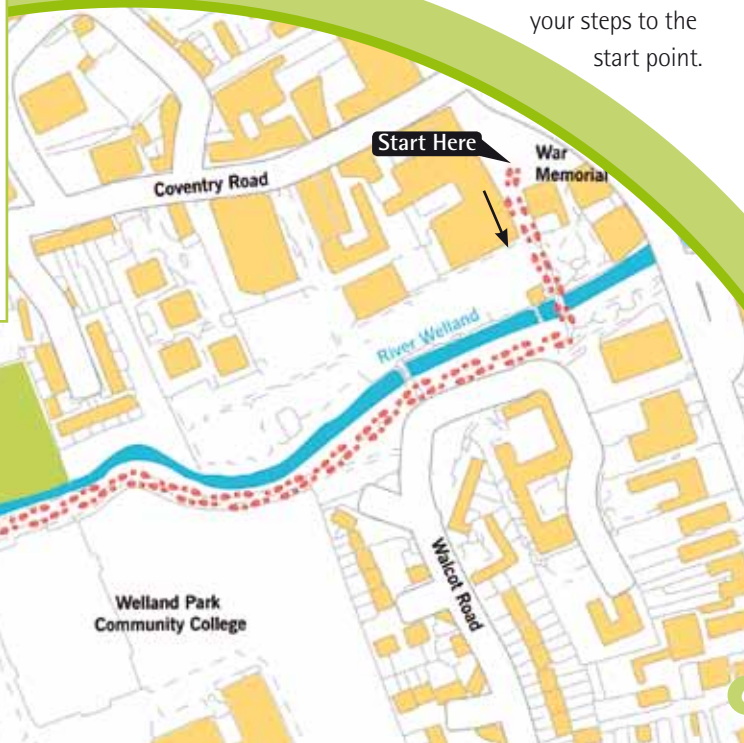 your steps to the
start point.
Start Here
War
Memorial
Coventry Road
River Welland
Walcot Road
Welland Park
Community College